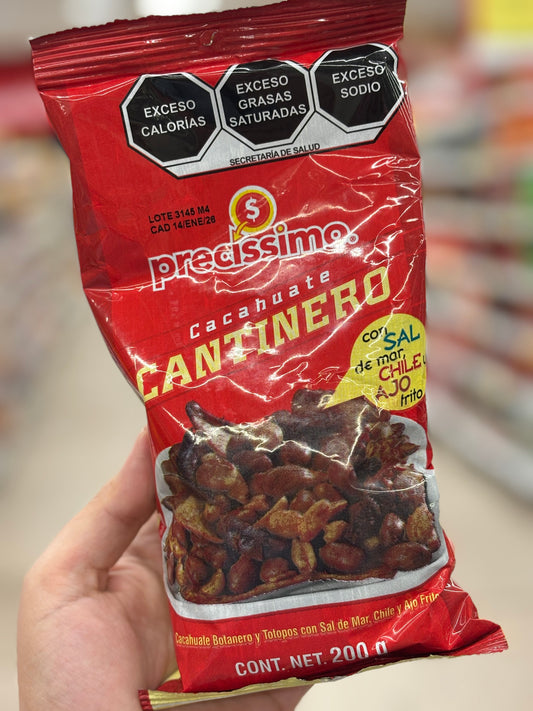 EXCESO
CALORÍAS
EXCESO
GRASAS
SATURADAS
EXCESO
SODIO
SECRETARÍA DE SALUD
LOTE 3145 M4
CAD 14/ENE/26
$
precissimo.
Cacahuate
CANTINERO
con SAL
de mar,
CHILE y
AJO
frito
Cacahuate Botanero y Totopos con Sal de Mar, Chile y Ajo Frito
CONT. NET. 200 g